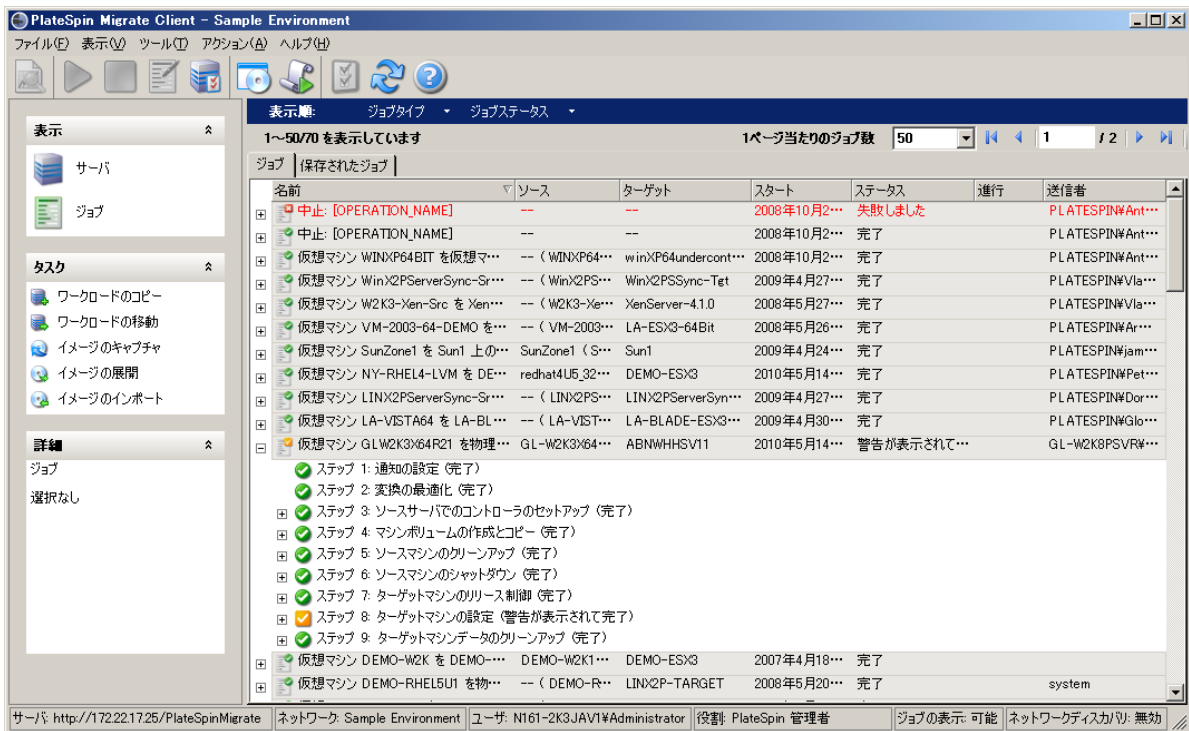 PlateSpin Migrate Client - Sample Environment
ファイル(F) 表示(V) ツール(T) アクション(A) ヘルプ(H)
表示順: ジョブタイプ ジョブステータス
1～50/70 を表示しています 1ページ当たりのジョブ数 50 1 / 2
ジョブ 保存されたジョブ
表示
サーバ
ジョブ
タスク
ワークロードのコピー
ワークロードの移動
イメージのキャプチャ
イメージの展開
イメージのインポート
詳細
ジョブ
選択なし
名前 ソース ターゲット スタート ステータス 進行 送信者
中止: [OPERATION_NAME] -- -- 2008年10月2… 失敗しました PLATESPIN¥Ant…
中止: [OPERATION_NAME] -- -- 2008年10月2… 完了 PLATESPIN¥Ant…
仮想マシン WINXP64BIT を仮想マ… -- ( WINXP64… winXP64undercont… 2008年10月2… 完了 PLATESPIN¥Ant…
仮想マシン WinX2PServerSync-Sr… -- ( WinX2PS… WinX2PSSync-Tgt 2009年4月27… 完了 PLATESPIN¥Vla…
仮想マシン W2K3-Xen-Src を Xen… -- ( W2K3-Xe… XenServer-4.1.0 2008年5月27… 完了 PLATESPIN¥Vla…
仮想マシン VM-2003-64-DEMO を… -- ( VM-2003… LA-ESX3-64Bit 2008年5月26… 完了 PLATESPIN¥Ar…
仮想マシン SunZone1 を Sun1 上の… SunZone1 ( S… Sun1 2009年4月24… 完了 PLATESPIN¥jam…
仮想マシン NY-RHEL4-LVM を DE… redhat4U5_32… DEMO-ESX3 2010年5月14… 完了 PLATESPIN¥Pet…
仮想マシン LINX2PServerSync-Sr… -- ( LINX2PS… LINX2PServerSyn… 2009年4月27… 完了 PLATESPIN¥Dor…
仮想マシン LA-VISTA64 を LA-BL… -- ( LA-VIST… LA-BLADE-ESX3… 2009年4月30… 完了 PLATESPIN¥Glo…
仮想マシン GLW2K3X64R21 を物理… GL-W2K3X64… ABNWHHSV11 2010年5月14… 警告が表示されて… GL-W2K8PSVR¥…
ステップ 1: 通知の設定 (完了)
ステップ 2: 変換の最適化 (完了)
ステップ 3: ソースサーバでのコントローラのセットアップ (完了)
ステップ 4: マシンボリュームの作成とコピー (完了)
ステップ 5: ソースマシンのクリーンアップ (完了)
ステップ 6: ソースマシンのシャットダウン (完了)
ステップ 7: ターゲットマシンのリリース制御 (完了)
ステップ 8: ターゲットマシンの設定 (警告が表示されて完了)
ステップ 9: ターゲットマシンデータのクリーンアップ (完了)
仮想マシン DEMO-W2K を DEMO-… DEMO-W2K1… DEMO-ESX3 2007年4月18… 完了
仮想マシン DEMO-RHEL5U1 を物… -- ( DEMO-R… LINX2P-TARGET 2008年5月20… 完了 system
サーバ: http://172.22.17.25/PlateSpinMigrate ネットワーク: Sample Environment ユーザ: N161-2K3JAV1¥Administrator 役割: PlateSpin 管理者 ジョブの表示: 可能 ネットワークディスカバリ: 無効